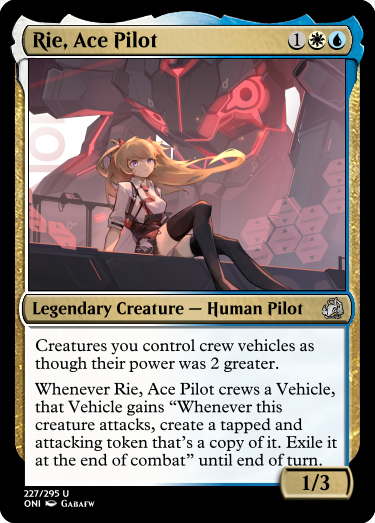 Rie, Ace Pilot 1
Legendary Creature — Human Pilot
Creatures you control crew vehicles as
though their power was 2 greater.
Whenever Rie, Ace Pilot crews a Vehicle,
that Vehicle gains “Whenever this
creature attacks, create a tapped and
attacking token that’s a copy of it. Exile it
at the end of combat” until end of turn.
1/3
227/295 U
ONI Gabafw